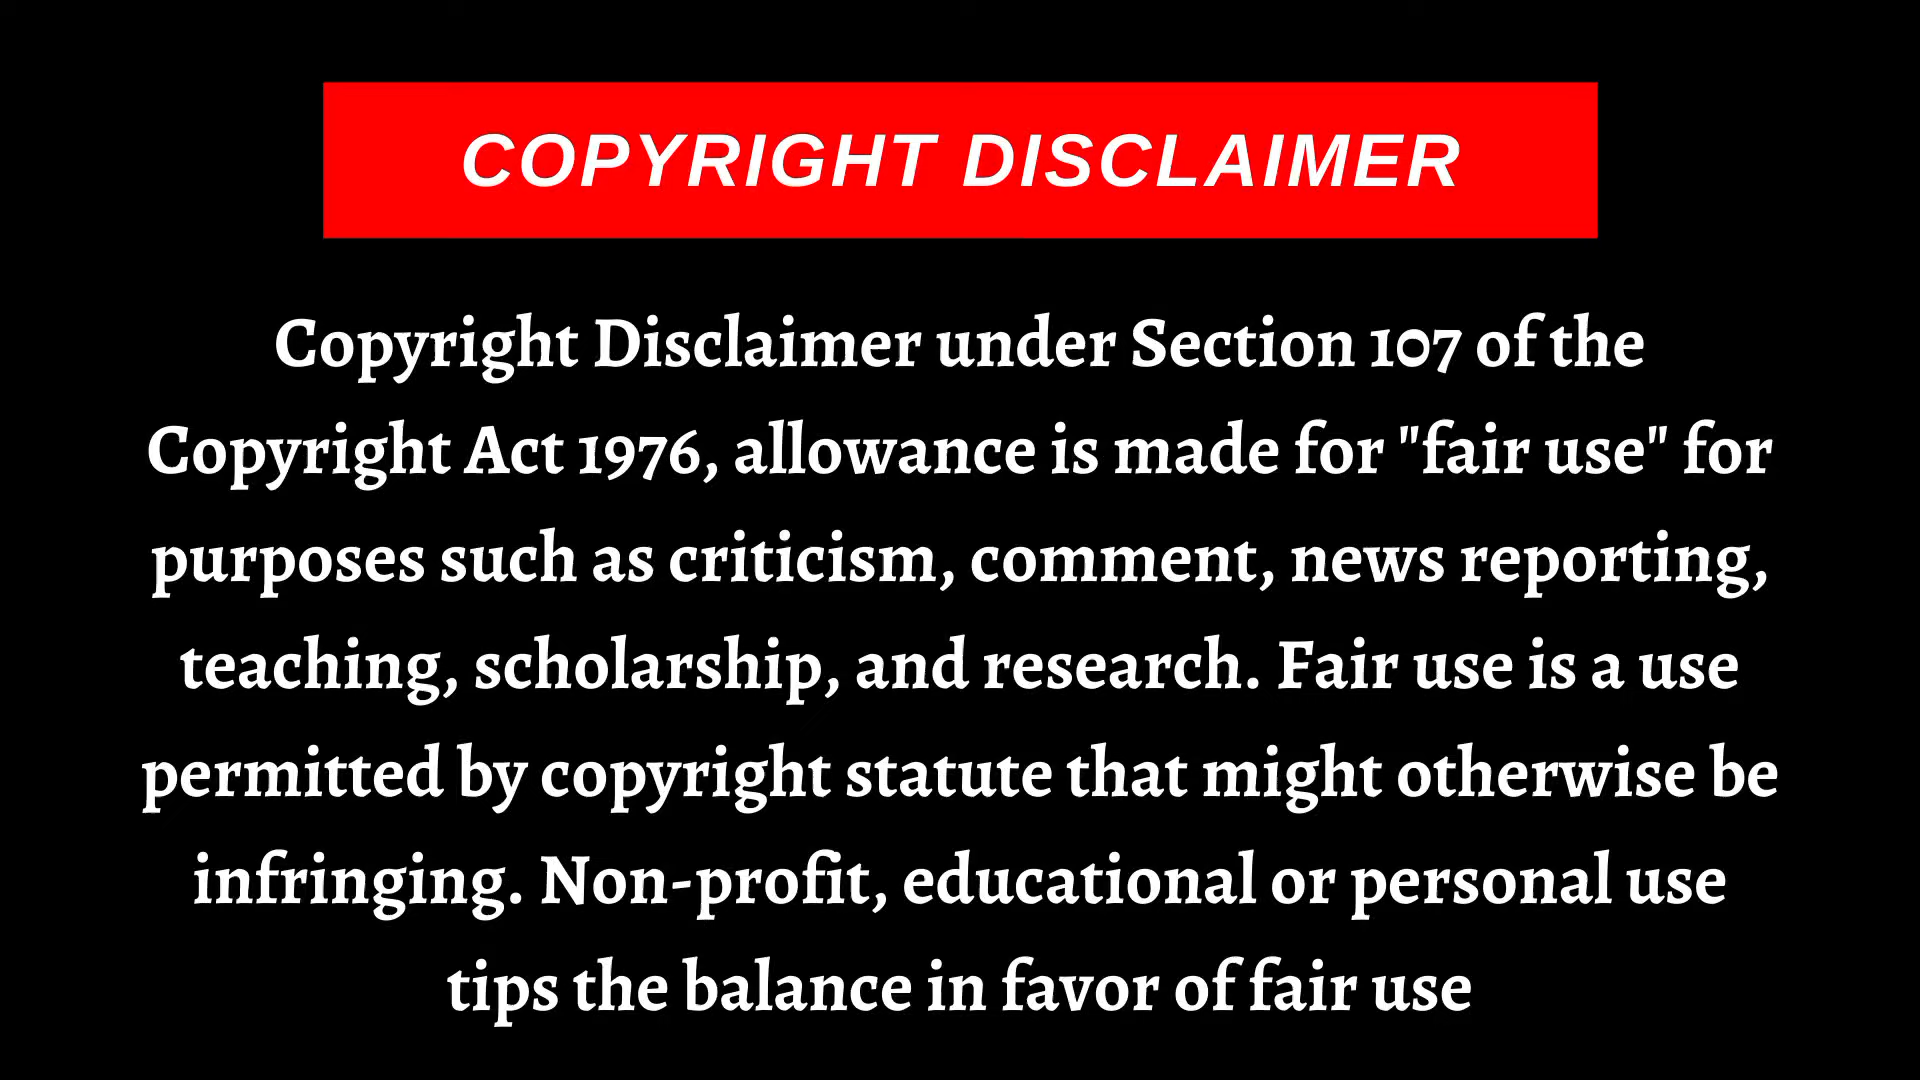 COPYRIGHT DISCLAIMER
Copyright Disclaimer under Section 107 of the
Copyright Act 1976, allowance is made for "fair use" for
purposes such as criticism, comment, news reporting,
teaching, scholarship, and research. Fair use is a use
permitted by copyright statute that might otherwise be
infringing. Non-profit, educational or personal use
tips the balance in favor of fair use